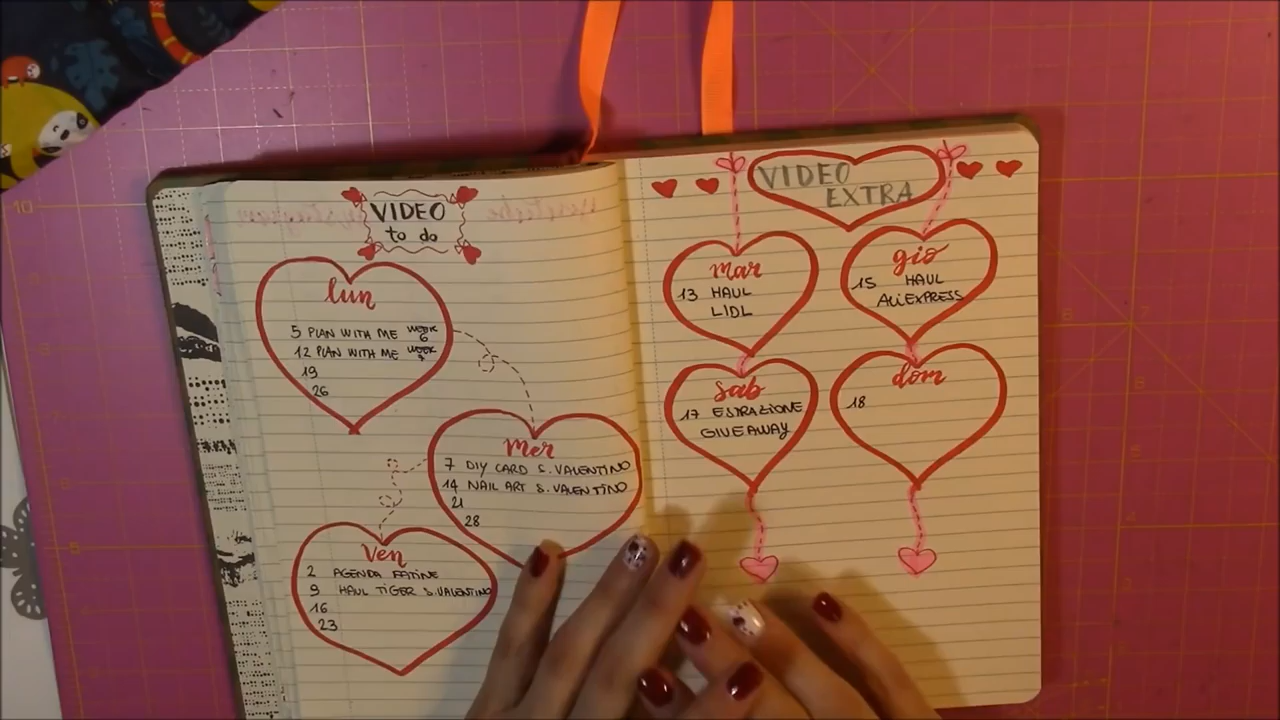 VIDEO
to do
lun
5 PLAN WITH ME WEEK 6
12 PLAN WITH ME WEEK 7
19
26
Mer
7 DIY CARD S. VALENTINO
14 NAIL ART S. VALENTINO
21
28
Ven
2 AGENDA FATINE
9 HAUL TIGER S. VALENTINO
16
23
VIDEO
EXTRA
mar
13 HAUL
LIDL
gio
15 HAUL
ALIEXPRESS
sab
17 ESTRAZIONE
GIVEAWAY
dom
18